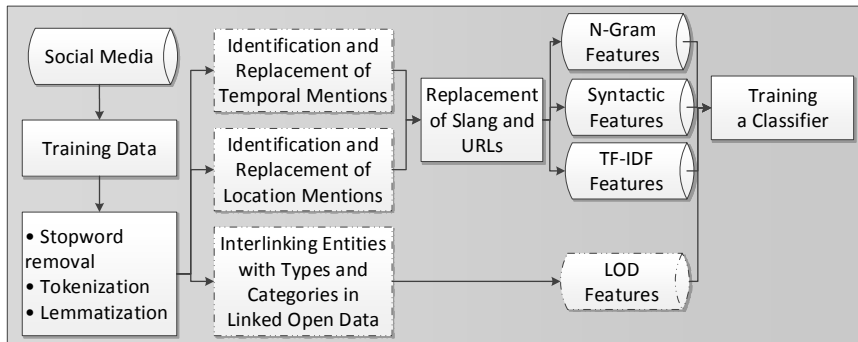 Social Media
Training Data
• Stopword
removal
• Tokenization
• Lemmatization
Identification and
Replacement of
Temporal Mentions
Identification and
Replacement of
Location Mentions
Interlinking Entities
with Types and
Categories in
Linked Open Data
Replacement
of Slang and
URLs
N-Gram
Features
Syntactic
Features
TF-IDF
Features
LOD
Features
Training
a Classifier